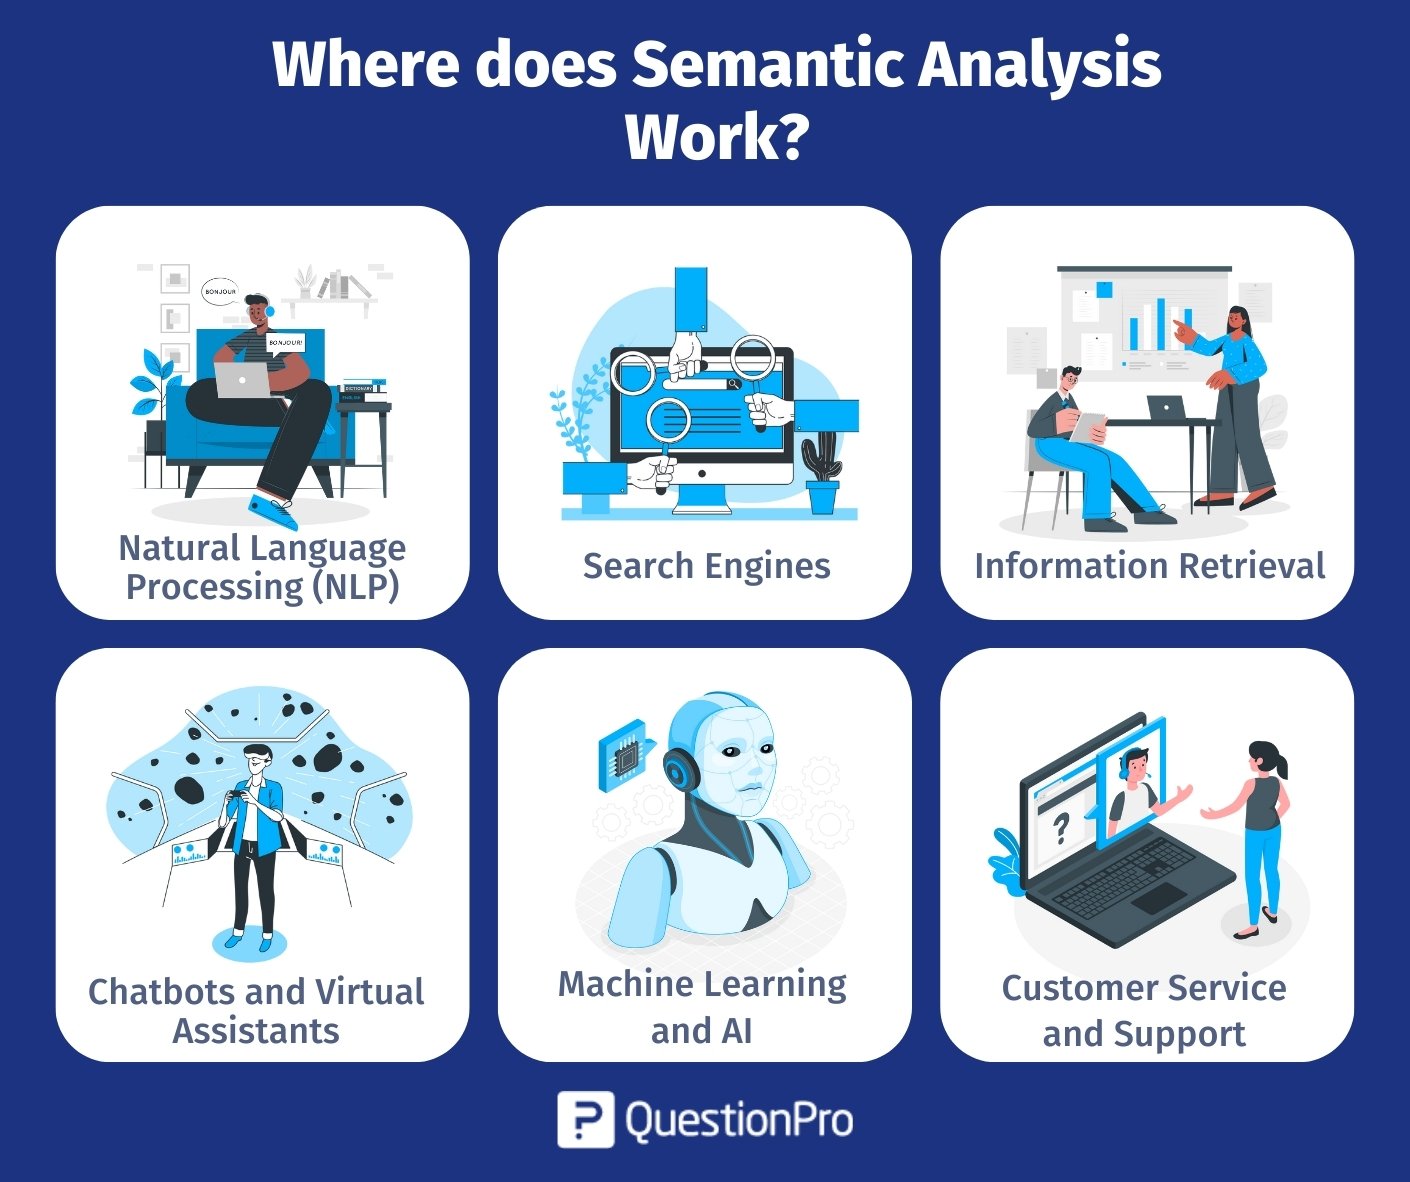 Where does Semantic Analysis
Work?
BONJOUR
BONJOUR!
DICTIONARY
ENGLISH
Natural Language
Processing (NLP)
Search Engines
Information Retrieval
?
Chatbots and Virtual
Assistants
Machine Learning
and AI
Customer Service
and Support
QuestionPro